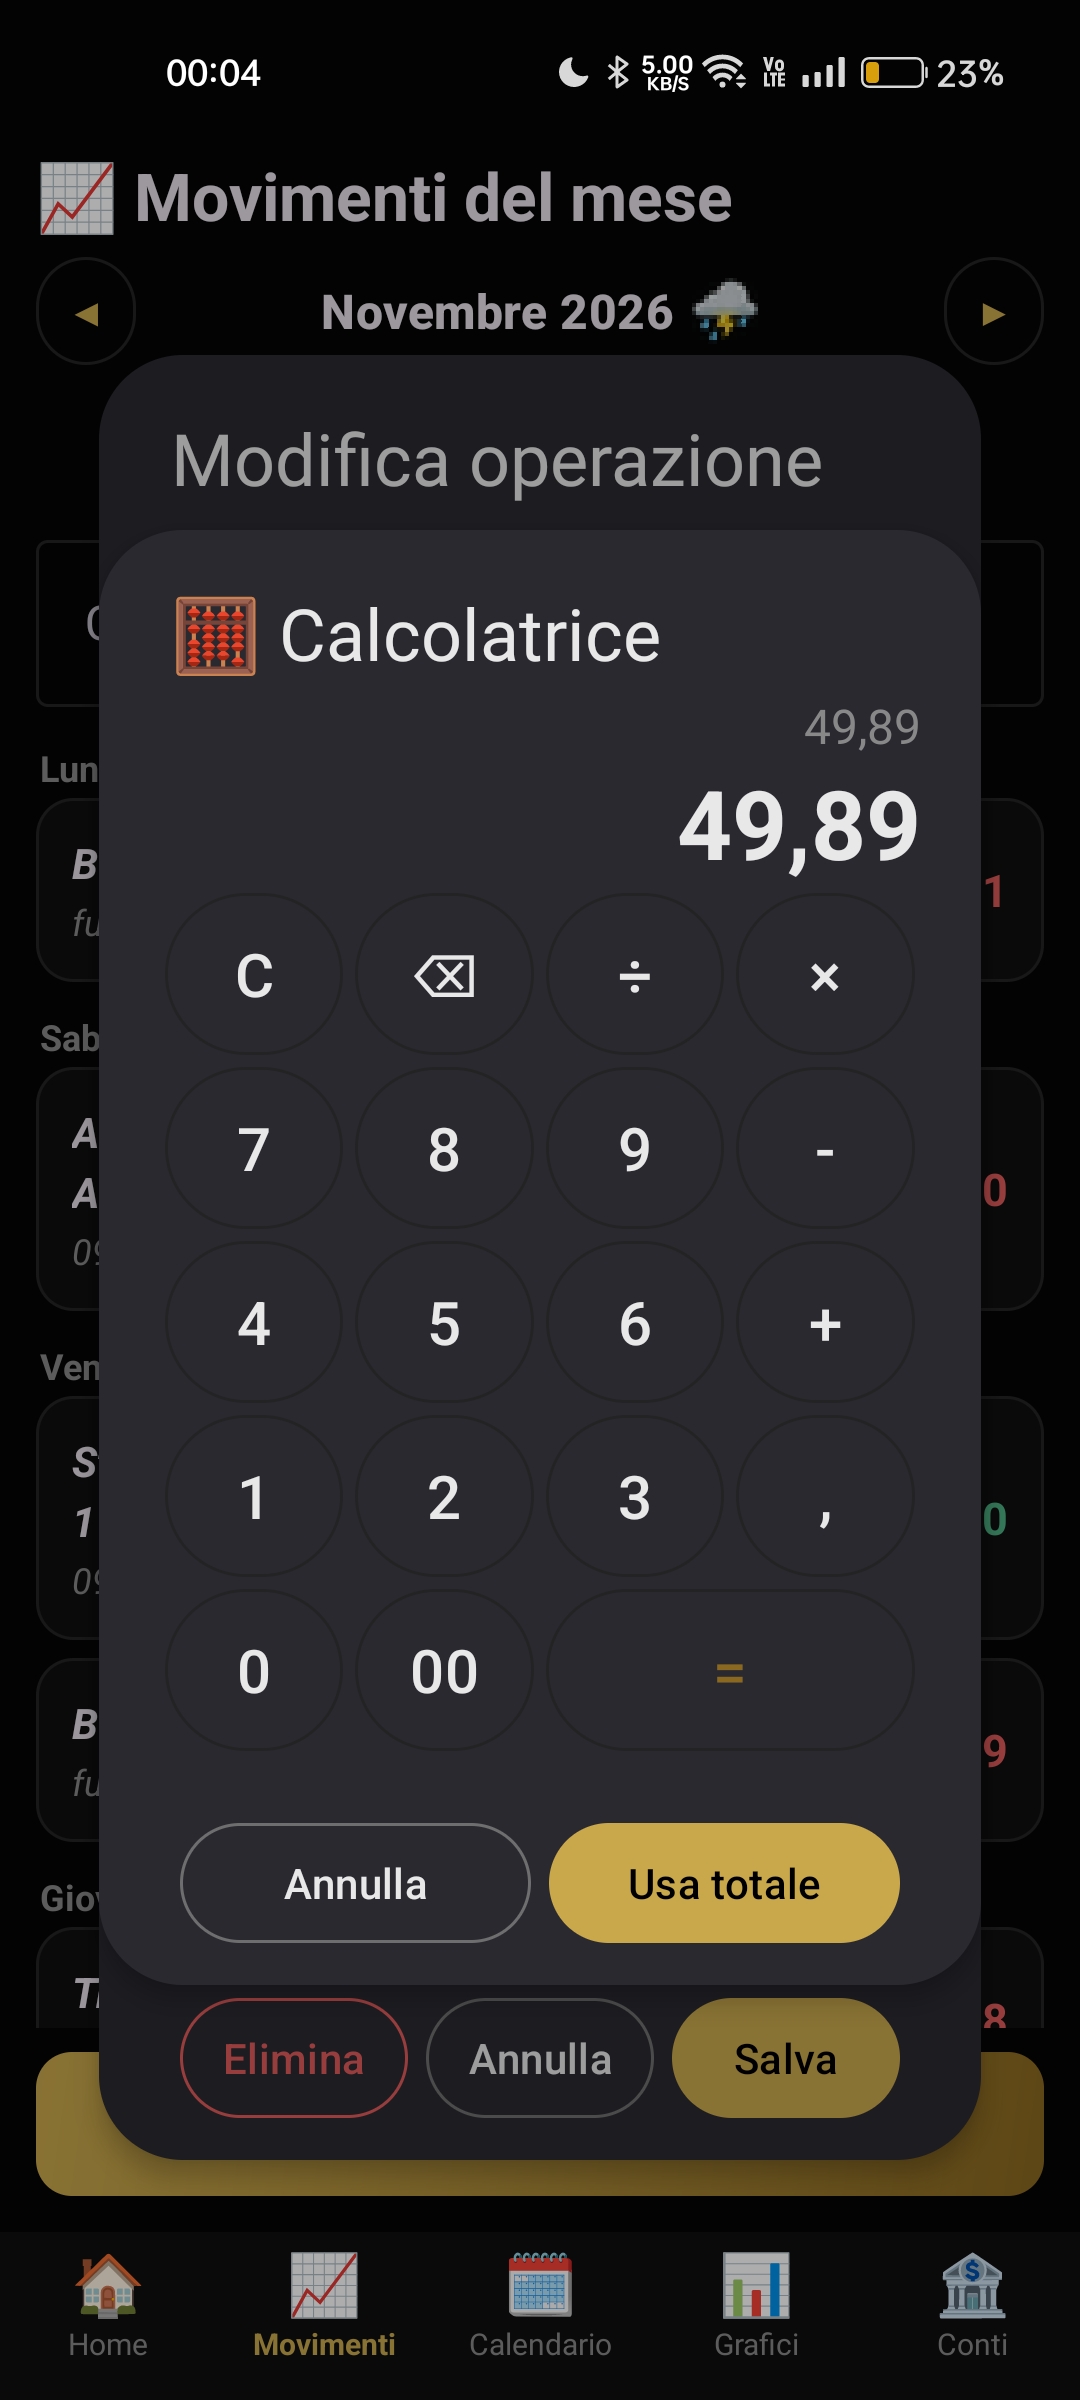 00:04
5.00 KB/S
Vo LTE
23%
Movimenti del mese
◀
Novembre 2026
▶
Modifica operazione
Calcolatrice
49,89
49,89
C
÷ ×
7 8 9 -
4 5 6 +
1 2 3 ,
0 00 =
Annulla Usa totale
Elimina Annulla Salva
Home Movimenti Calendario Grafici Conti